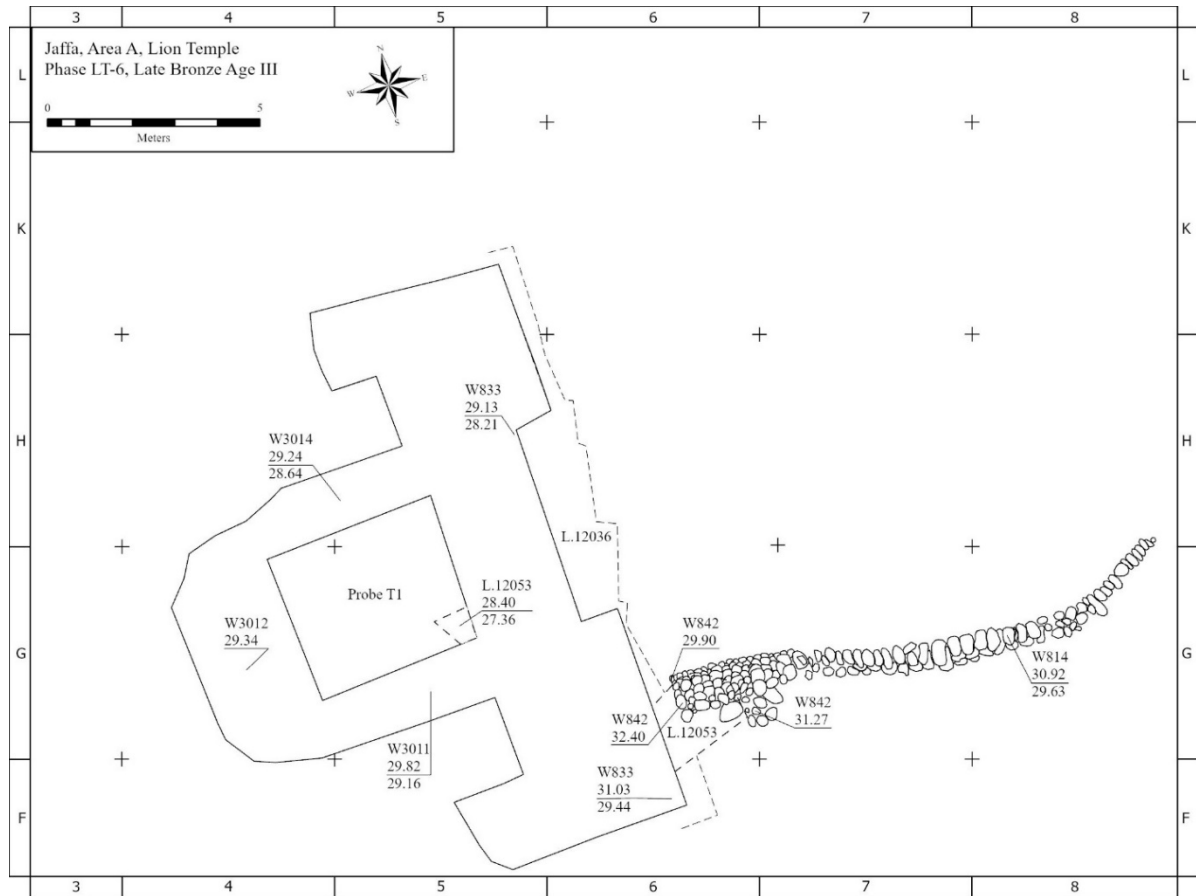 3 4 5 6 7 8
Jaffa, Area A, Lion Temple
Phase LT-6, Late Bronze Age III
N
W E
S
0 5
Meters
L L
K K
W833
29.13
28.21
H H
W3014
29.24
28.64
L.12036
Probe T1
L.12053
28.40
27.36
W3012
29.34
G G
W842
29.90
W814
30.92
29.63
W842
32.40
L.12053
W842
31.27
W3011
29.82
29.16
W833
31.03
29.44
F F
3 4 5 6 7 8